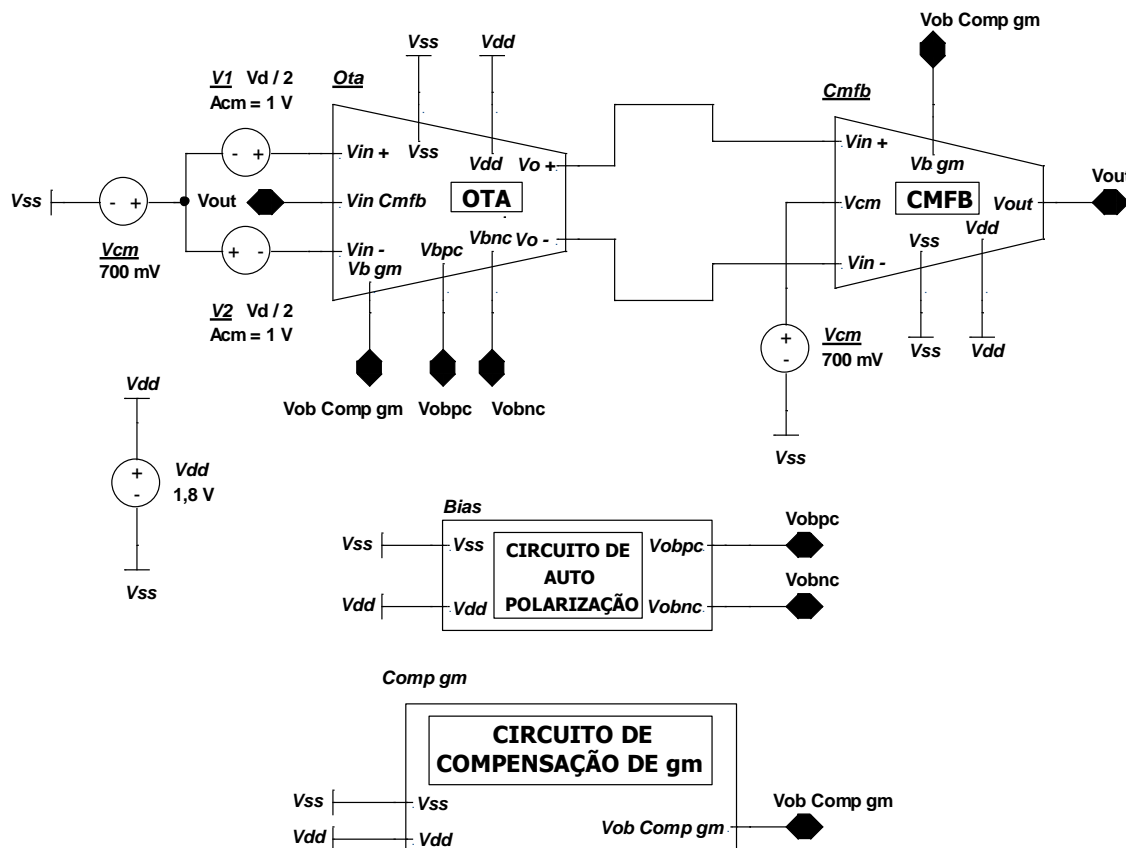 Vob Comp gm
Vss
Vdd
V1 Vd / 2
Acm = 1 V
Ota
Cmfb
Vin +
Vss
Vdd
Vo +
Vin +
Vb gm
Vss
Vcm
700 mV
Vout
Vin Cmfb
OTA
Vcm
CMFB
Vout
Vout
Vin -
Vb gm
Vbpc
Vbnc
Vo -
Vin -
Vss
Vdd
V2 Vd / 2
Acm = 1 V
Vcm
700 mV
Vss
Vdd
Vob Comp gm
Vobpc
Vobnc
Vdd
Vss
Vdd
1,8 V
Vss
Bias
Vss
Vss
CIRCUITO DE
AUTO
POLARIZAÇÃO
Vobpc
Vobpc
Vdd
Vdd
Vobnc
Vobnc
Comp gm
CIRCUITO DE
COMPENSAÇÃO DE gm
Vss
Vss
Vob Comp gm
Vob Comp gm
Vdd
Vdd